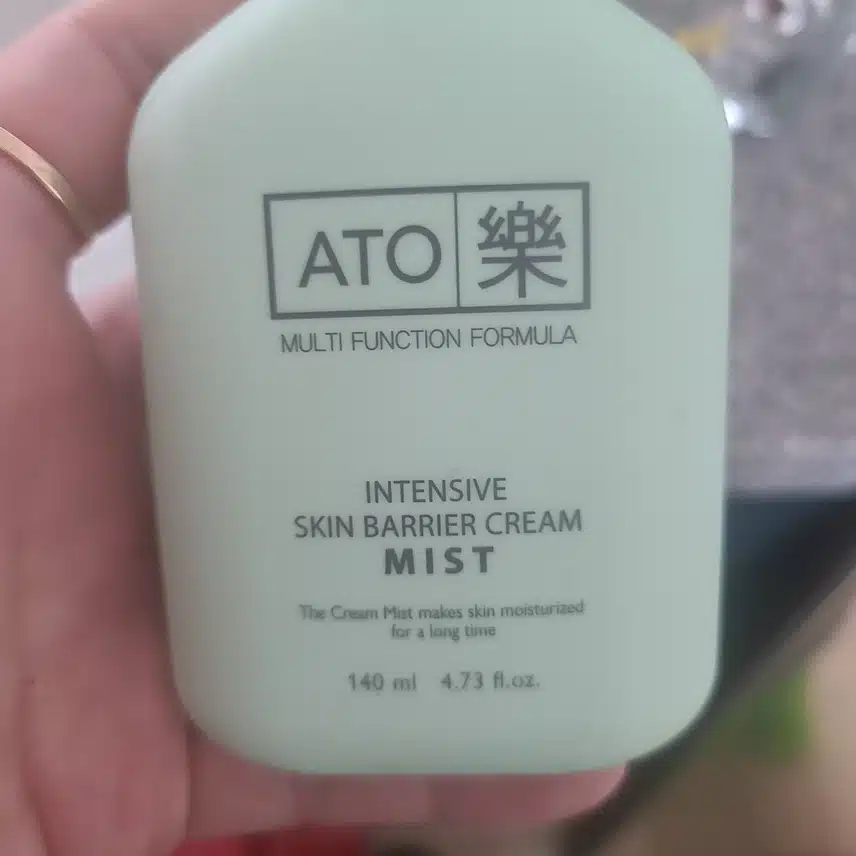 ATO 樂
MULTI FUNCTION FORMULA
INTENSIVE
SKIN BARRIER CREAM
MIST
The Cream Mist makes skin moisturized
for a long time
140 ml 4.73 fl.oz.